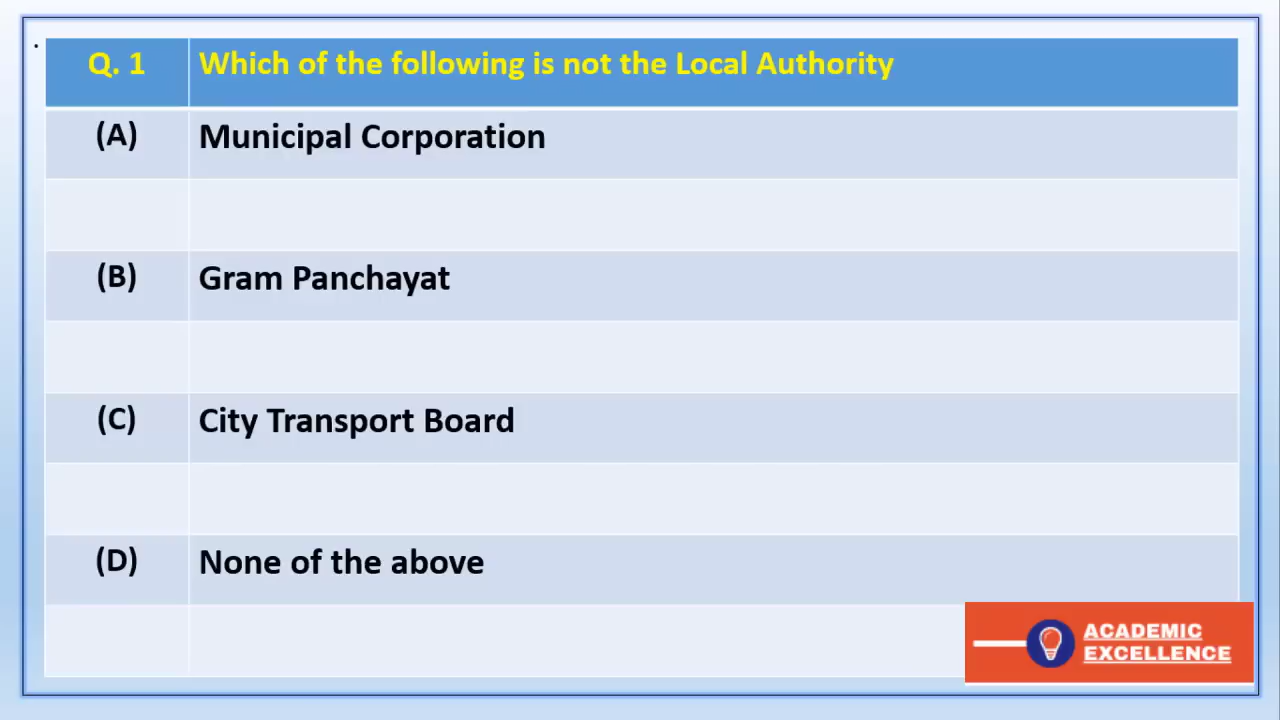 Q. 1 Which of the following is not the Local Authority
(A) Municipal Corporation
(B) Gram Panchayat
(C) City Transport Board
(D) None of the above
ACADEMIC
EXCELLENCE